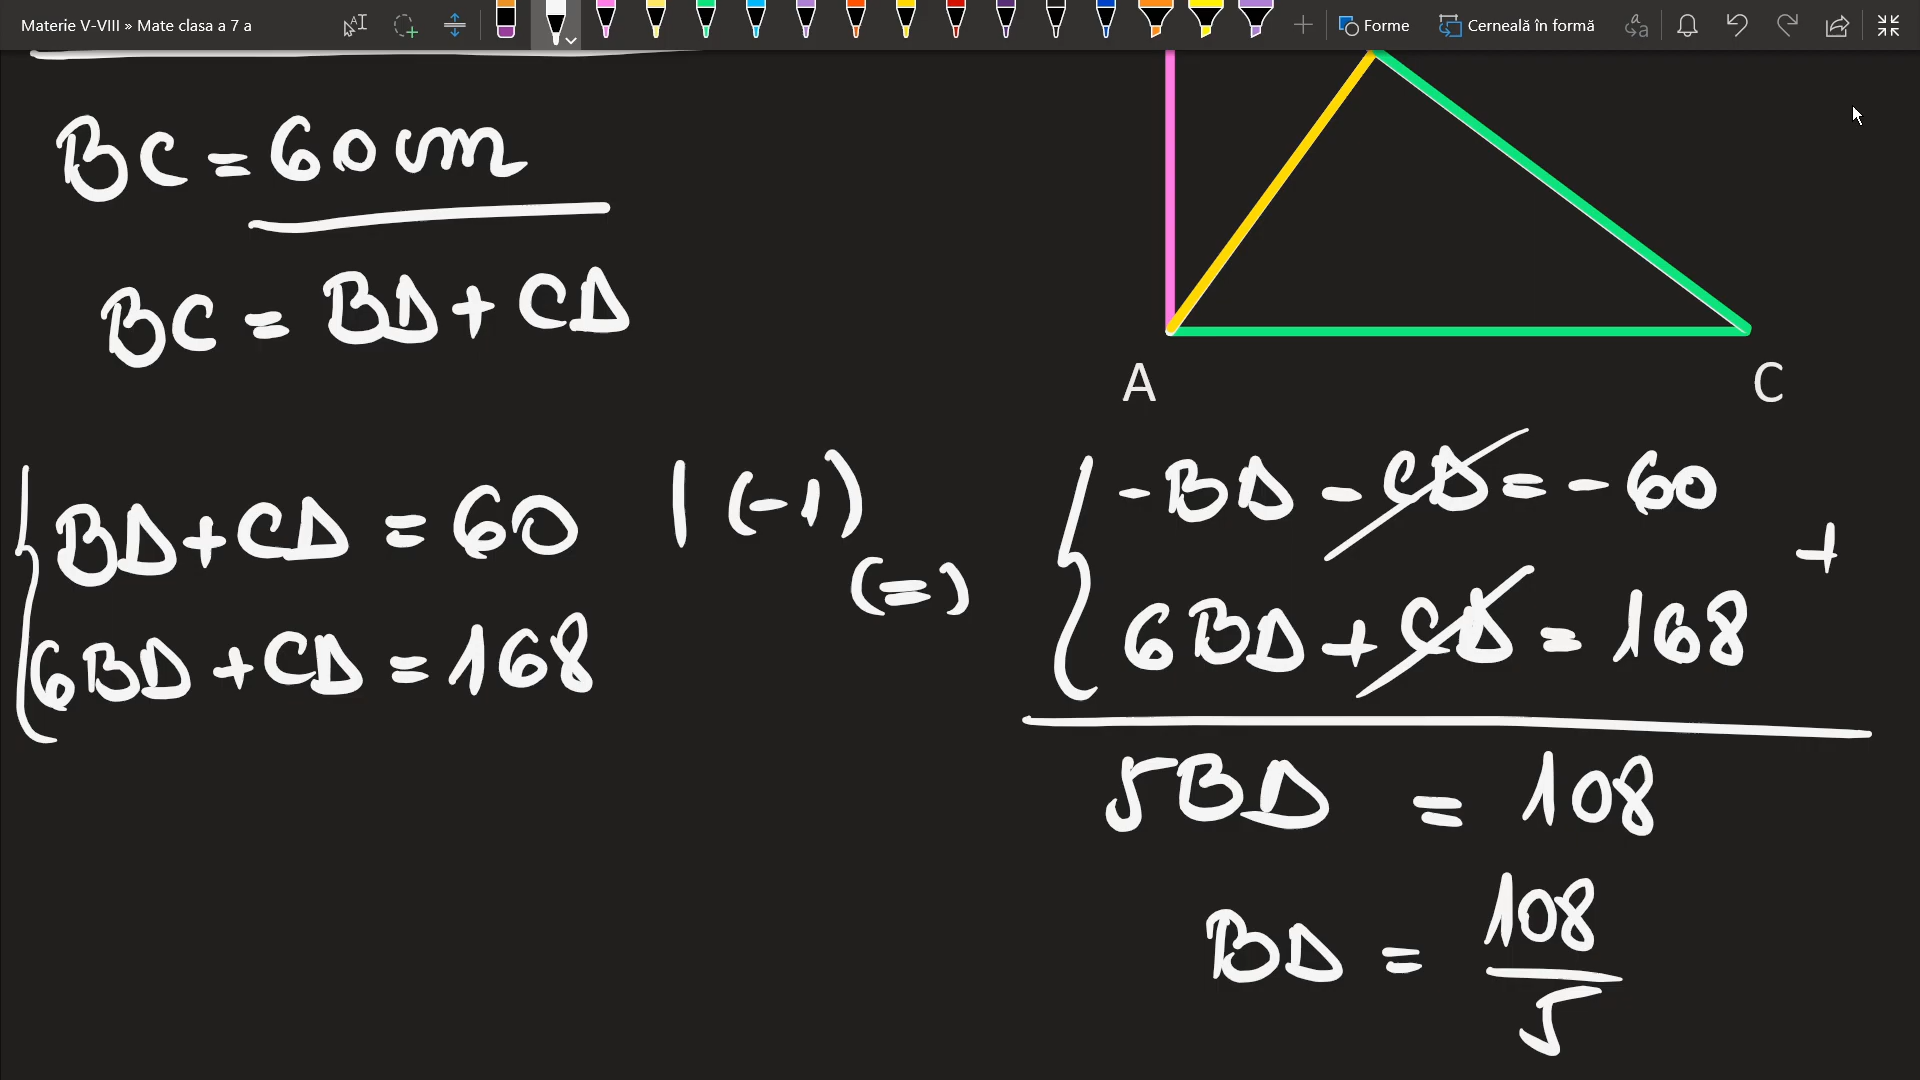 Materie V-VIII » Mate clasa a 7 a
Forme
Cerneală în formă
BC = 60 cm
BC = BD + CD
A
C
BD + CD = 60 | (-1)
6BD + CD = 168
(=)
-BD - CD = - 60
+
6BD + CD = 168
5BD = 108
BD = 108
5